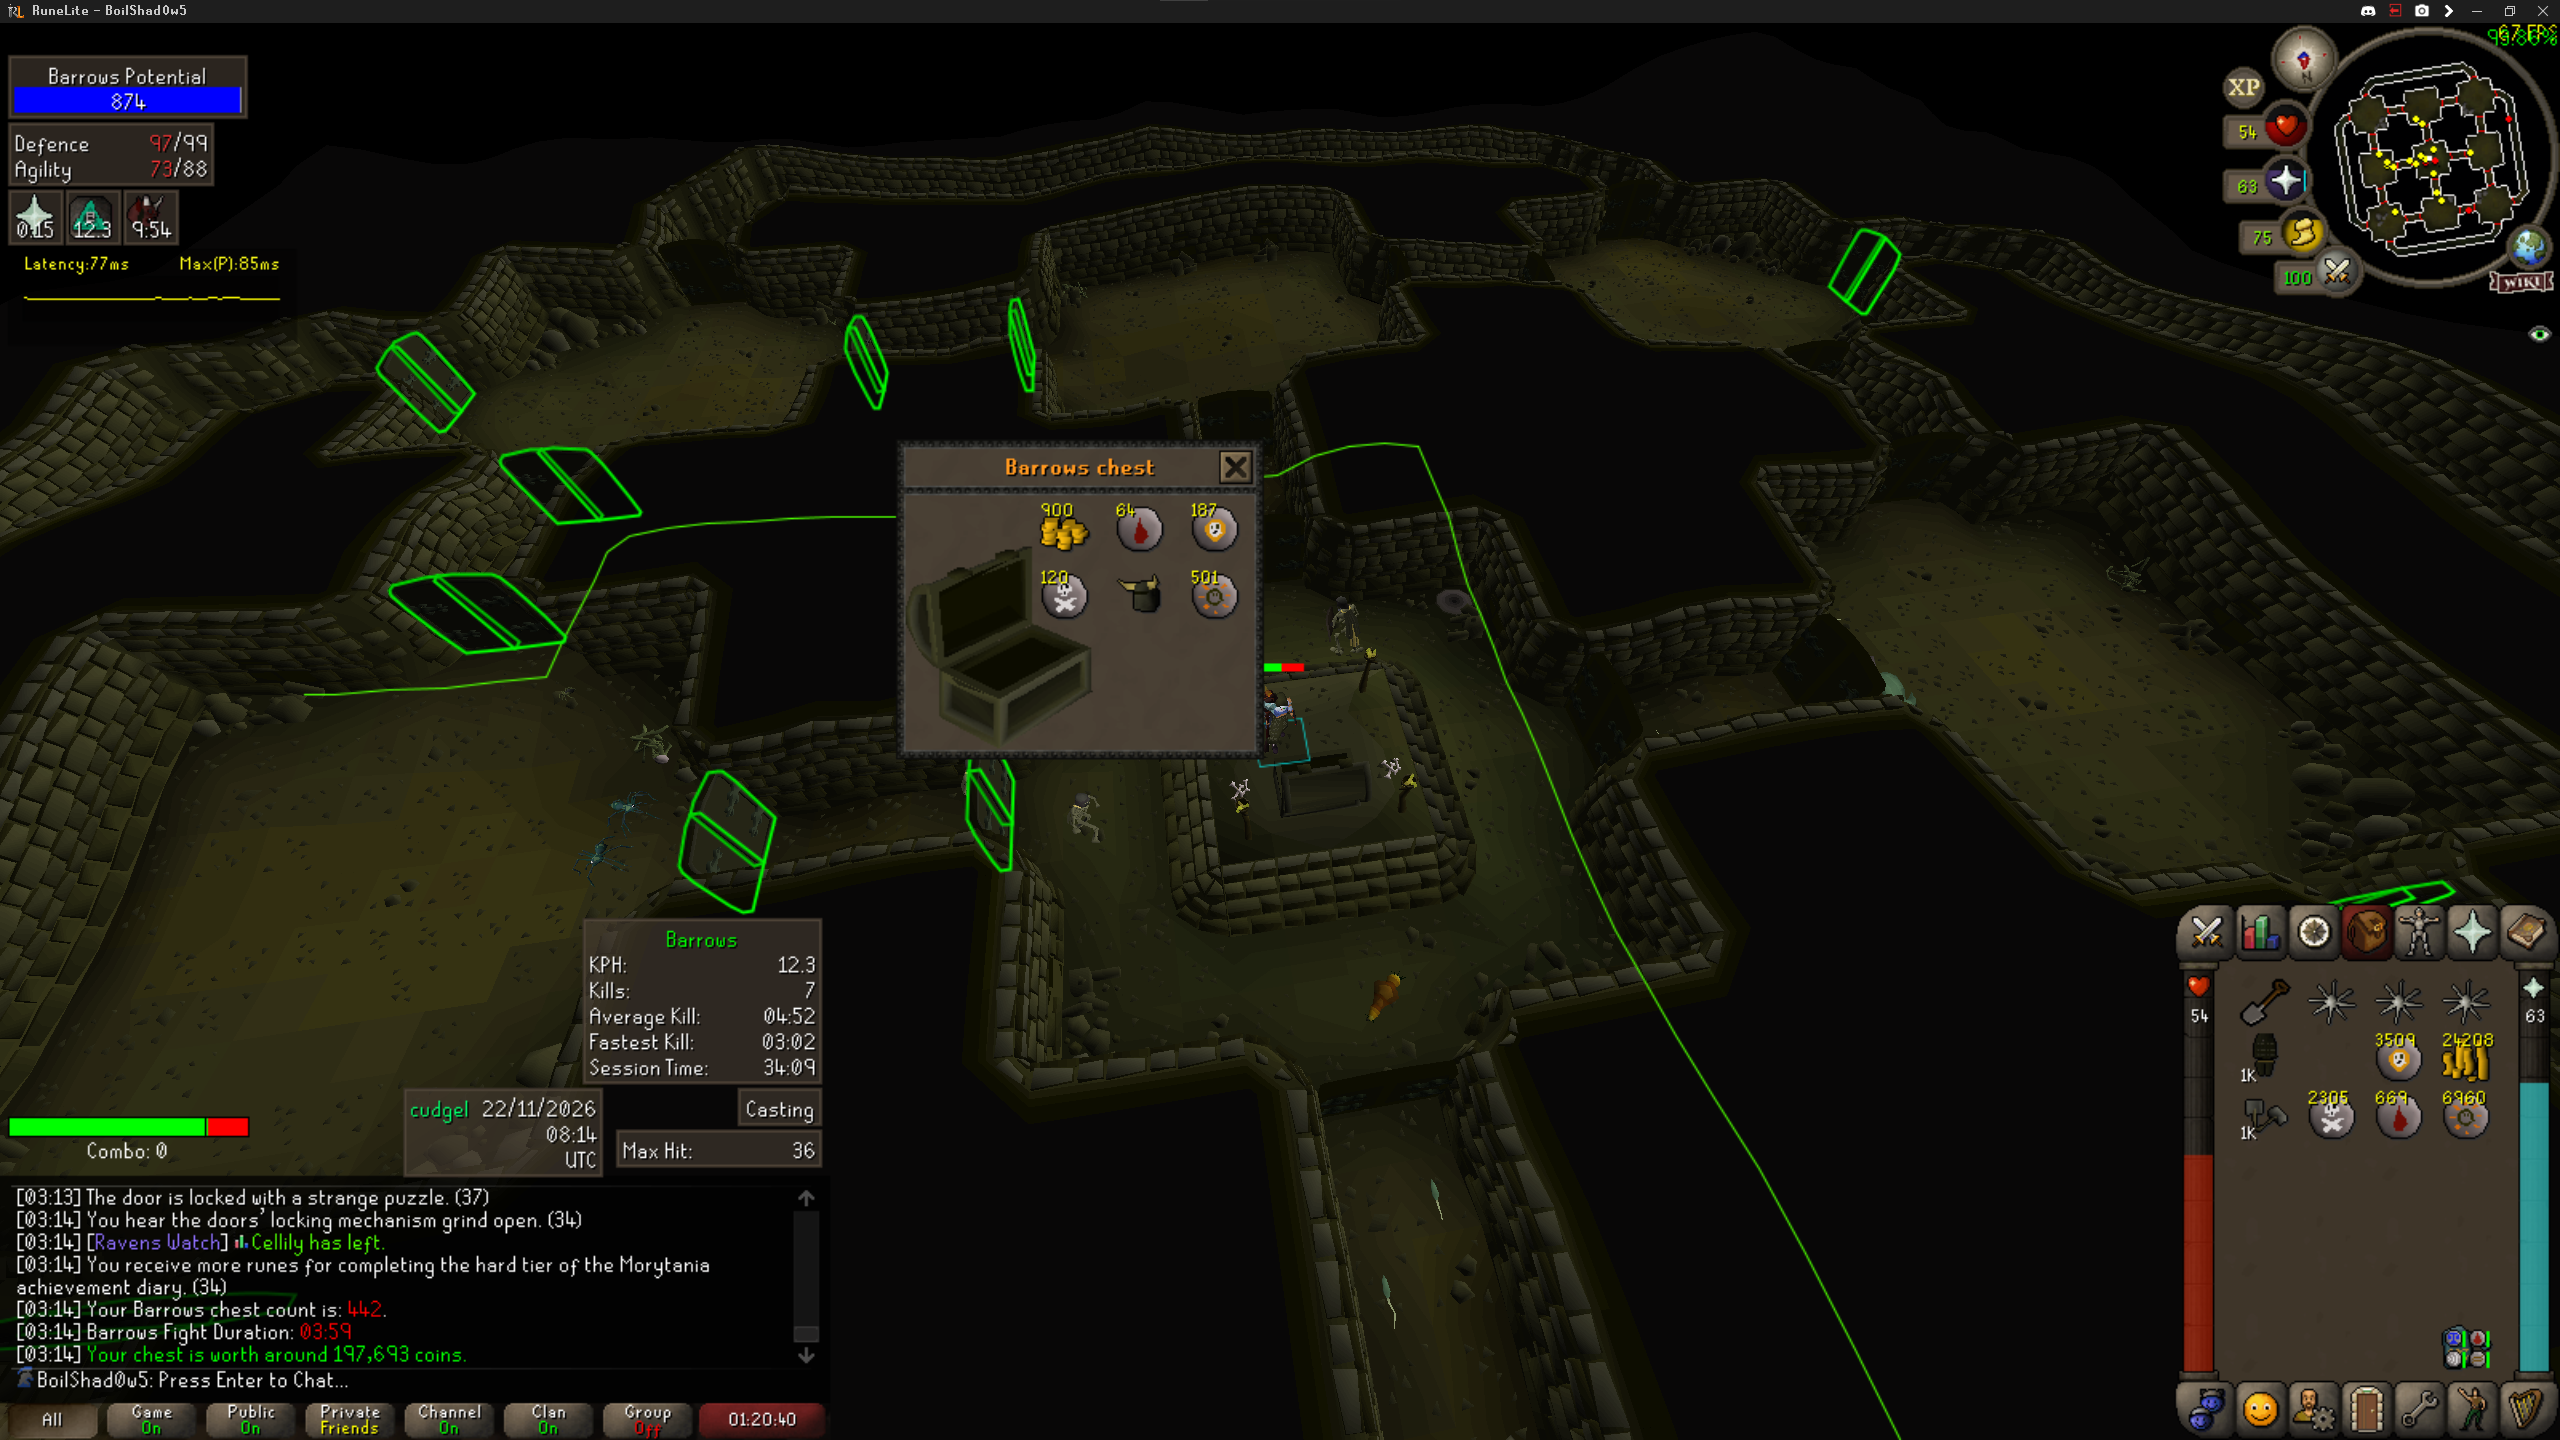 RuneLite - BoilShad0w5
Barrows Potential
874
Defence 97/99
Agility 73/88
0:15 12.3 9:54
Latency:77ms Max(P):85ms
XP
54
63
75
100
WIKI
Barrows chest
900 64 187
120 501
Barrows
KPH: 12.3
Kills: 7
Average Kill: 04:52
Fastest Kill: 03:02
Session Time: 34:09
cudgel 22/11/2026
08:14
UTC
Casting
Max Hit: 36
Combo: 0
54
63
3509 24208
1K
2305 669 6960
1K
[03:13] The door is locked with a strange puzzle. (37)
[03:14] You hear the doors' locking mechanism grind open. (34)
[03:14] [Ravens Watch] Cellily has left.
[03:14] You receive more runes for completing the hard tier of the Morytania
achievement diary. (34)
[03:14] Your Barrows chest count is: 442.
[03:14] Barrows Fight Duration: 03:59
[03:14] Your chest is worth around 197,693 coins.
BoilShad0w5: Press Enter to Chat...
All
Game
On
Public
On
Private
Friends
Channel
On
Clan
On
Group
Off
01:20:40